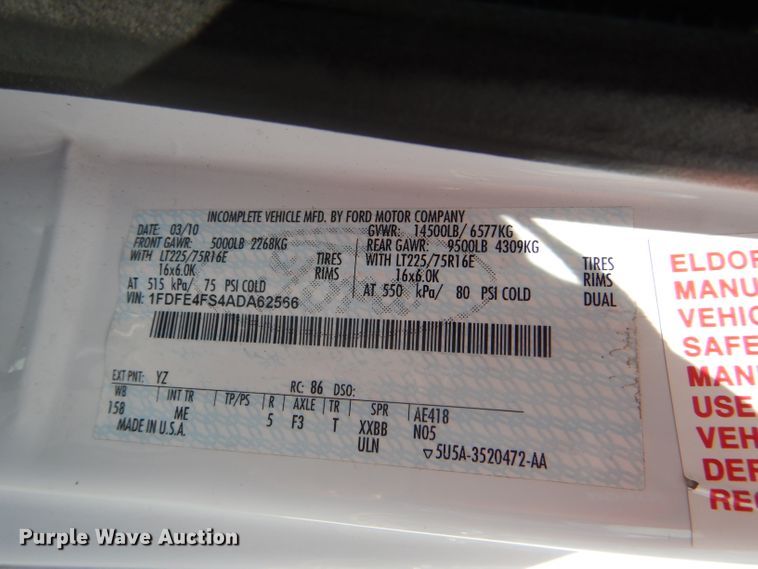 INCOMPLETE VEHICLE MFD. BY FORD MOTOR COMPANY
DATE: 03/10 GVWR: 14500LB/ 6577KG
FRONT GAWR: 5000LB 2268KG REAR GAWR: 9500LB 4309KG
WITH LT225/75R16E TIRES WITH LT225/75R16E TIRES
16x6.0K RIMS 16x6.0K RIMS
AT 515 kPa/ 75 PSI COLD AT 550 kPa/ 80 PSI COLD DUAL
VIN: 1FDFE4FS4ADA62566
EXT PNT: YZ RC: 86 DSO:
WB INT TR TP/PS R AXLE TR SPR AE418
158 ME 5 F3 T XXBB N05
MADE IN U.S.A. ULN ▽5U5A-3520472-AA
ELDOR
MANU
VEHIC
SAFE
MAN
USE
VEH
DEF
REC
Purple Wave Auction